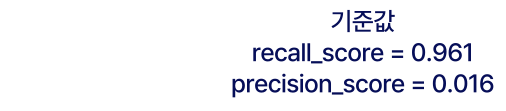 기준값
recall_score = 0.961
precision_score = 0.016